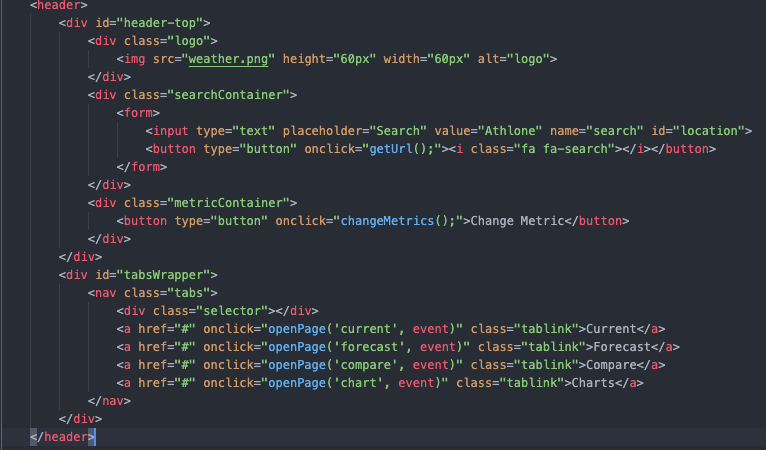 <header>
    <div id="header-top">
        <div class="logo">
            <img src="weather.png" height="60px" width="60px" alt="logo">
        </div>
        <div class="searchContainer">
            <form>
                <input type="text" placeholder="Search" value="Athlone" name="search" id="location">
                <button type="button" onclick="getUrl();"><i class="fa fa-search"></i></button>
            </form>
        </div>
        <div class="metricContainer">
            <button type="button" onclick="changeMetrics();">Change Metric</button>
        </div>
    </div>
    <div id="tabsWrapper">
        <nav class="tabs">
            <div class="selector"></div>
            <a href="#" onclick="openPage('current', event)" class="tablink">Current</a>
            <a href="#" onclick="openPage('forecast', event)" class="tablink">Forecast</a>
            <a href="#" onclick="openPage('compare', event)" class="tablink">Compare</a>
            <a href="#" onclick="openPage('chart', event)" class="tablink">Charts</a>
        </nav>
    </div>
</header>